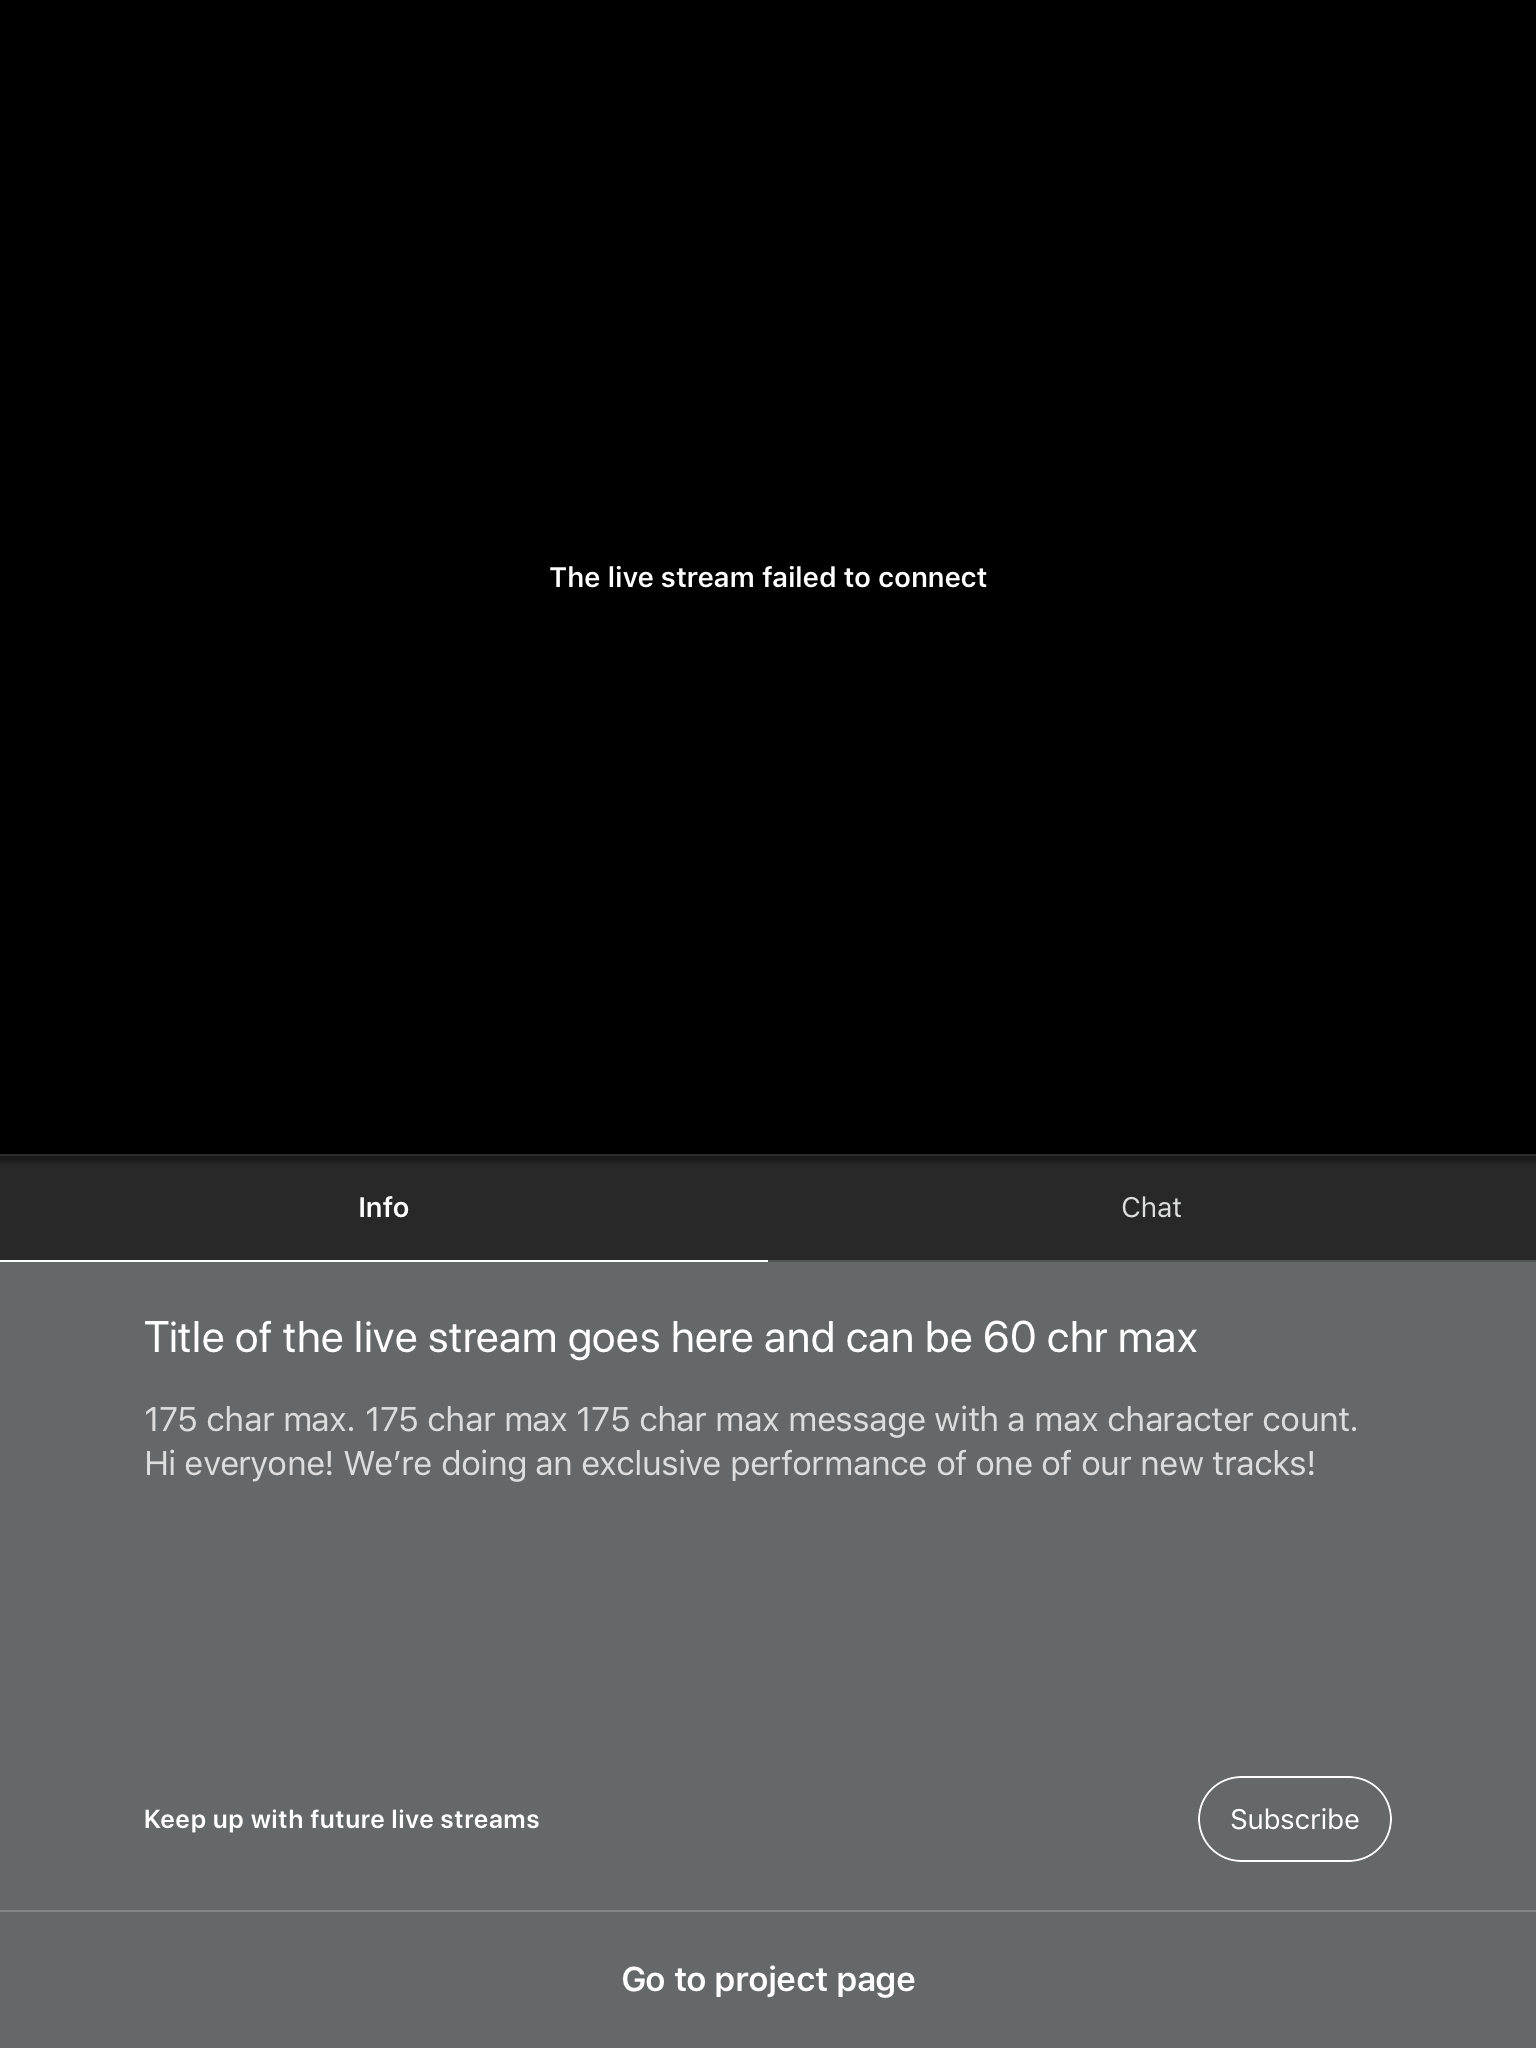 The live stream failed to connect
Info
Chat
Title of the live stream goes here and can be 60 chr max
175 char max. 175 char max 175 char max message with a max character count.
Hi everyone! We’re doing an exclusive performance of one of our new tracks!
Keep up with future live streams
Subscribe
Go to project page